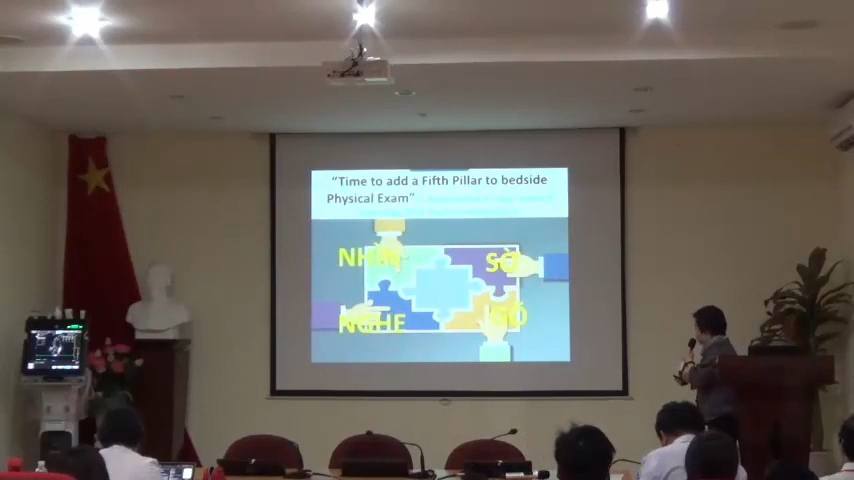 “Time to add a Fifth Pillar to bedside
Physical Exam”
NHÌN
SỜ
NGHE
GÕ